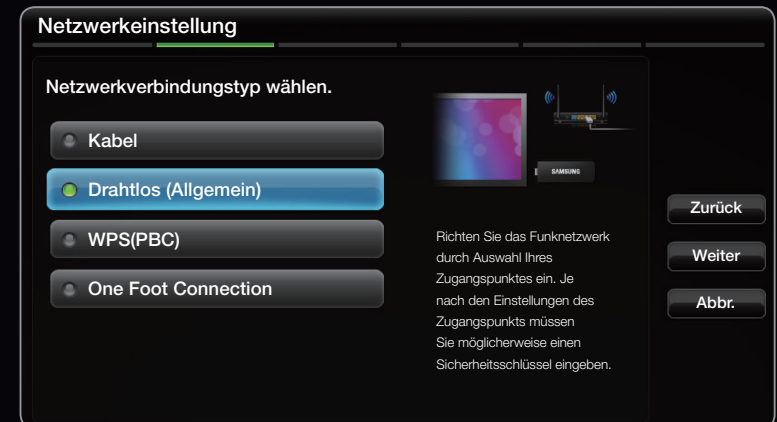 Netzwerkeinstellung
Netzwerkverbindungstyp wählen.
Kabel
Drahtlos (Allgemein)
WPS(PBC)
One Foot Connection
SAMSUNG
Richten Sie das Funknetzwerk
durch Auswahl Ihres
Zugangspunktes ein. Je
nach den Einstellungen des
Zugangspunkts müssen
Sie möglicherweise einen
Sicherheitsschlüssel eingeben.
Zurück
Weiter
Abbr.